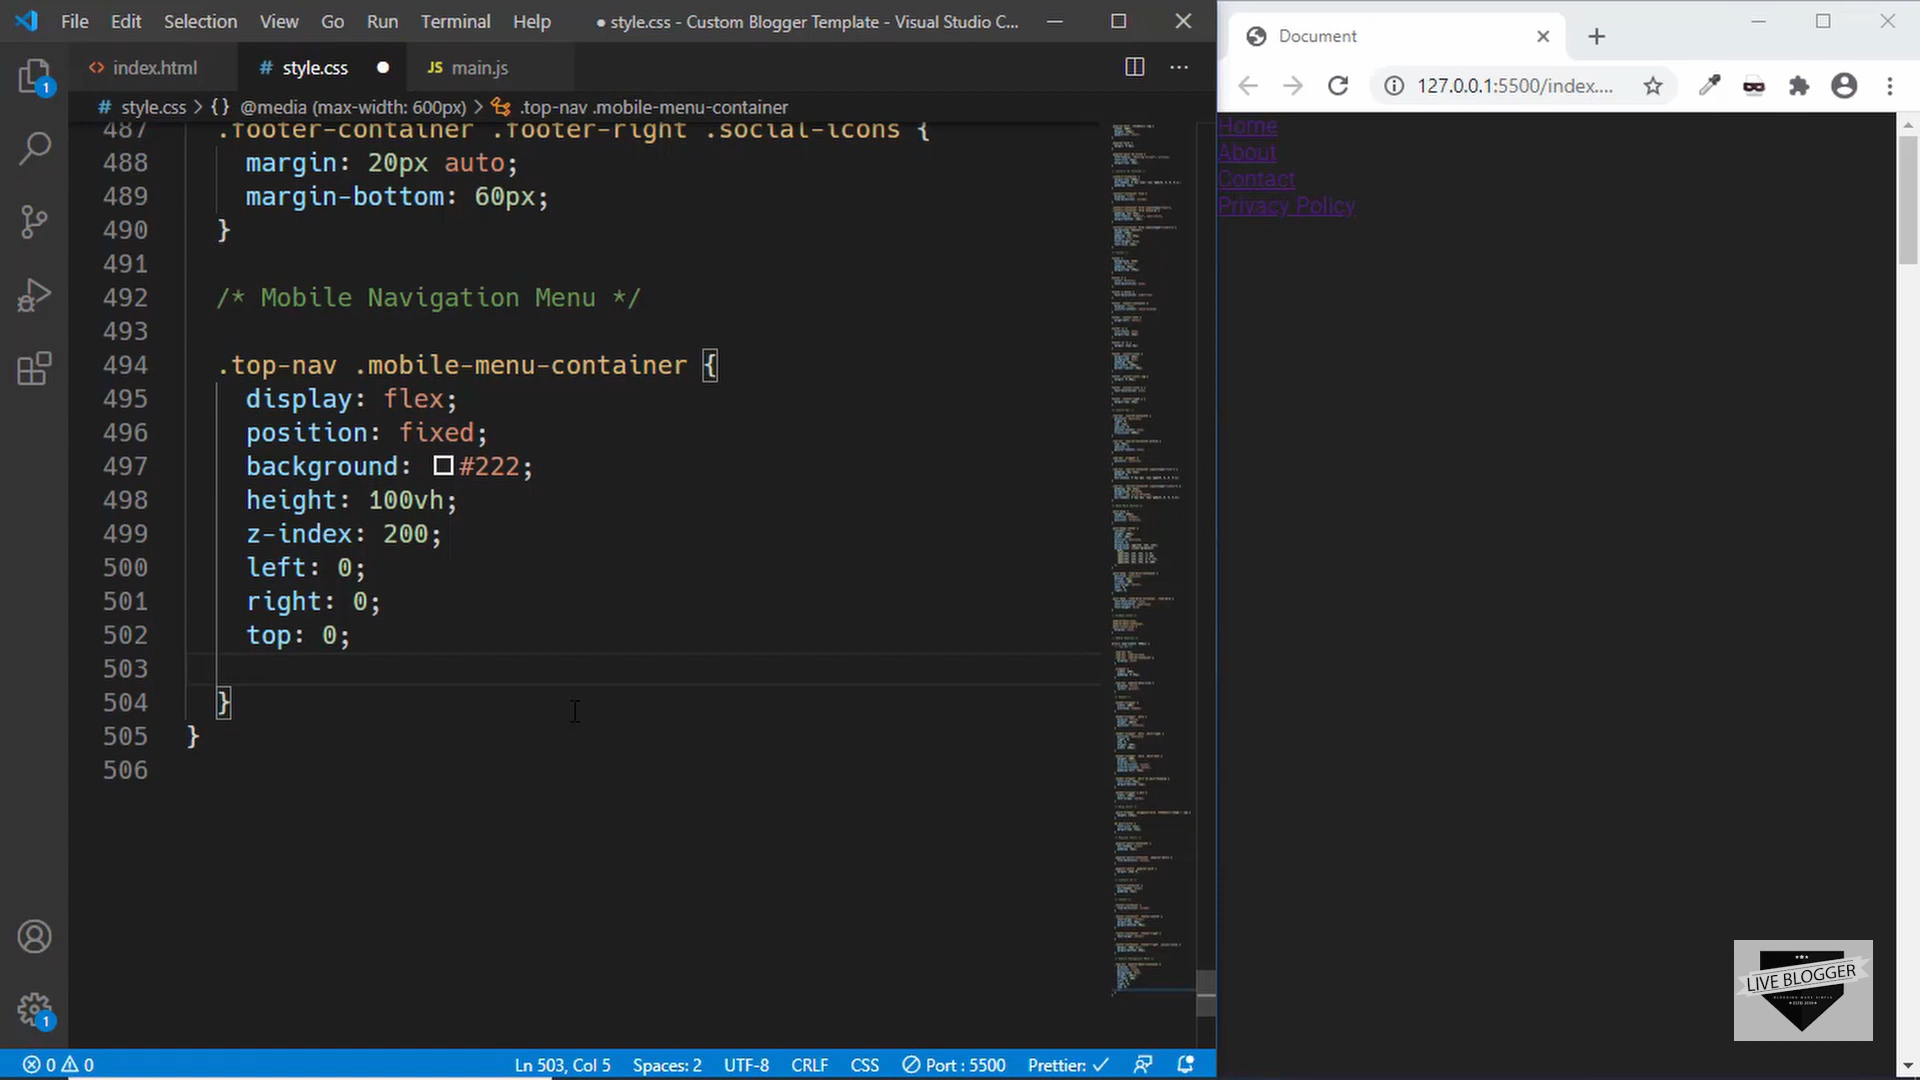 File Edit Selection View Go Run Terminal Help ● style.css - Custom Blogger Template - Visual Studio C...
index.html style.css ● main.js
# style.css > {} @media (max-width: 600px) > .top-nav .mobile-menu-container
487 .footer-container .footer-right .social-icons {
488 margin: 20px auto;
489 margin-bottom: 60px;
490 }
491
492 /* Mobile Navigation Menu */
493
494 .top-nav .mobile-menu-container {
495 display: flex;
496 position: fixed;
497 background: #222;
498 height: 100vh;
499 z-index: 200;
500 left: 0;
501 right: 0;
502 top: 0;
503
504 }
505 }
506
1
1
0 0
Ln 503, Col 5 Spaces: 2 UTF-8 CRLF CSS Port : 5500 Prettier: ✓
Document
127.0.0.1:5500/index....
Home
About
Contact
Privacy Policy
LIVE BLOGGER